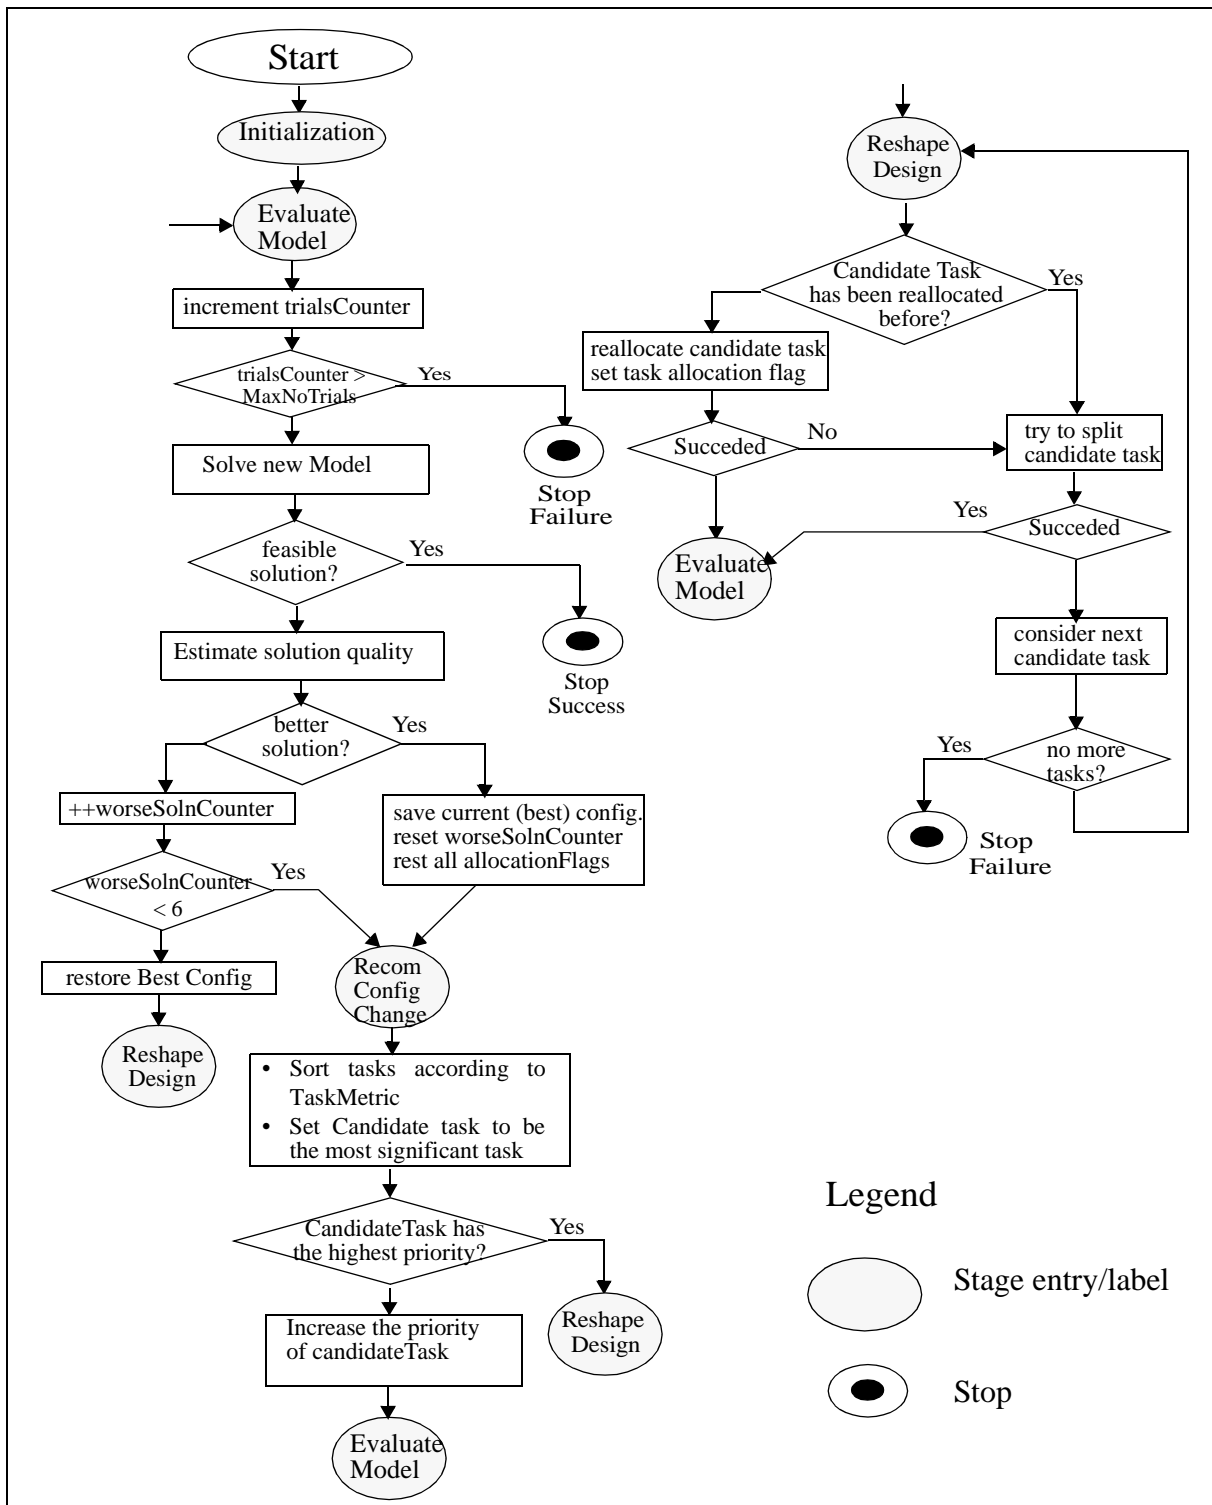 Start
Initialization
Evaluate
Model
increment trialsCounter
trialsCounter >
MaxNoTrials
Yes
Stop
Failure
Solve new Model
feasible
solution?
Yes
Stop
Success
Estimate solution quality
better
solution?
Yes
++worseSolnCounter
save current (best) config.
reset worseSolnCounter
rest all allocationFlags
worseSolnCounter
< 6
Yes
restore Best Config
Reshape
Design
Recom
Config
Change
• Sort tasks according to
TaskMetric
• Set Candidate task to be
the most significant task
CandidateTask has
the highest priority?
Yes
Reshape
Design
Increase the priority
of candidateTask
Evaluate
Model
Reshape
Design
Candidate Task
has been reallocated
before?
Yes
reallocate candidate task
set task allocation flag
Succeded
No
try to split
candidate task
Yes
Succeded
Evaluate
Model
consider next
candidate task
no more
tasks?
Yes
Stop
Failure
Legend
Stage entry/label
Stop